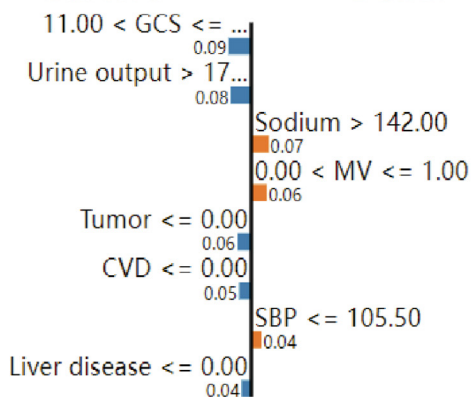 11.00 < GCS <= ...
0.09
Urine output > 17...
0.08
Sodium > 142.00
0.07
0.00 < MV <= 1.00
0.06
Tumor <= 0.00
0.06
CVD <= 0.00
0.05
SBP <= 105.50
0.04
Liver disease <= 0.00
0.04